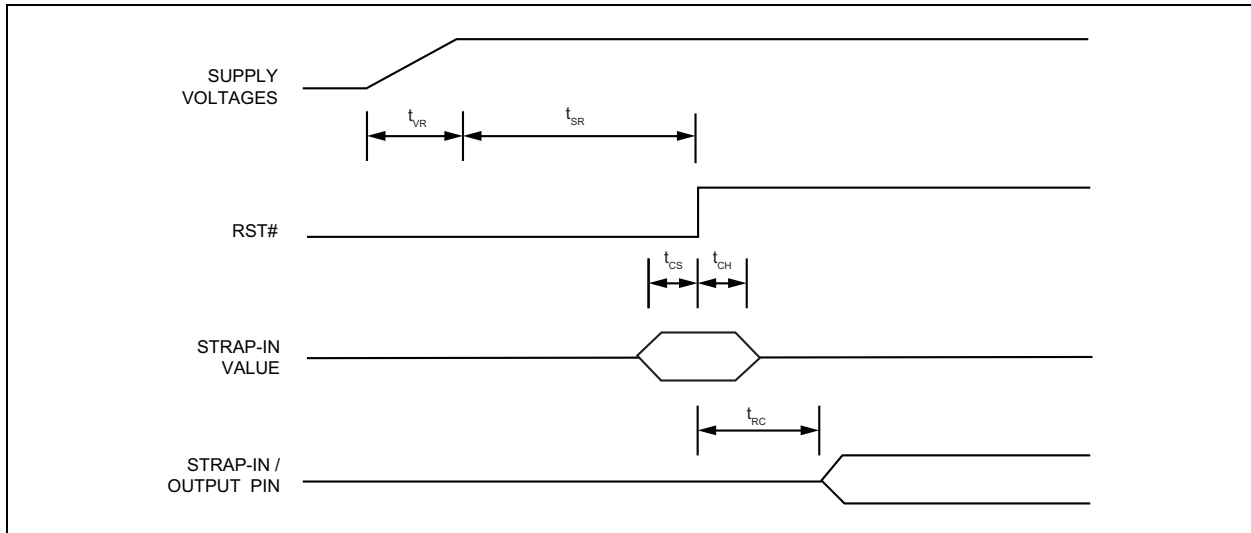 SUPPLY
VOLTAGES
tVR
tSR
RST#
tCS
tCH
STRAP-IN
VALUE
tRC
STRAP-IN /
OUTPUT PIN